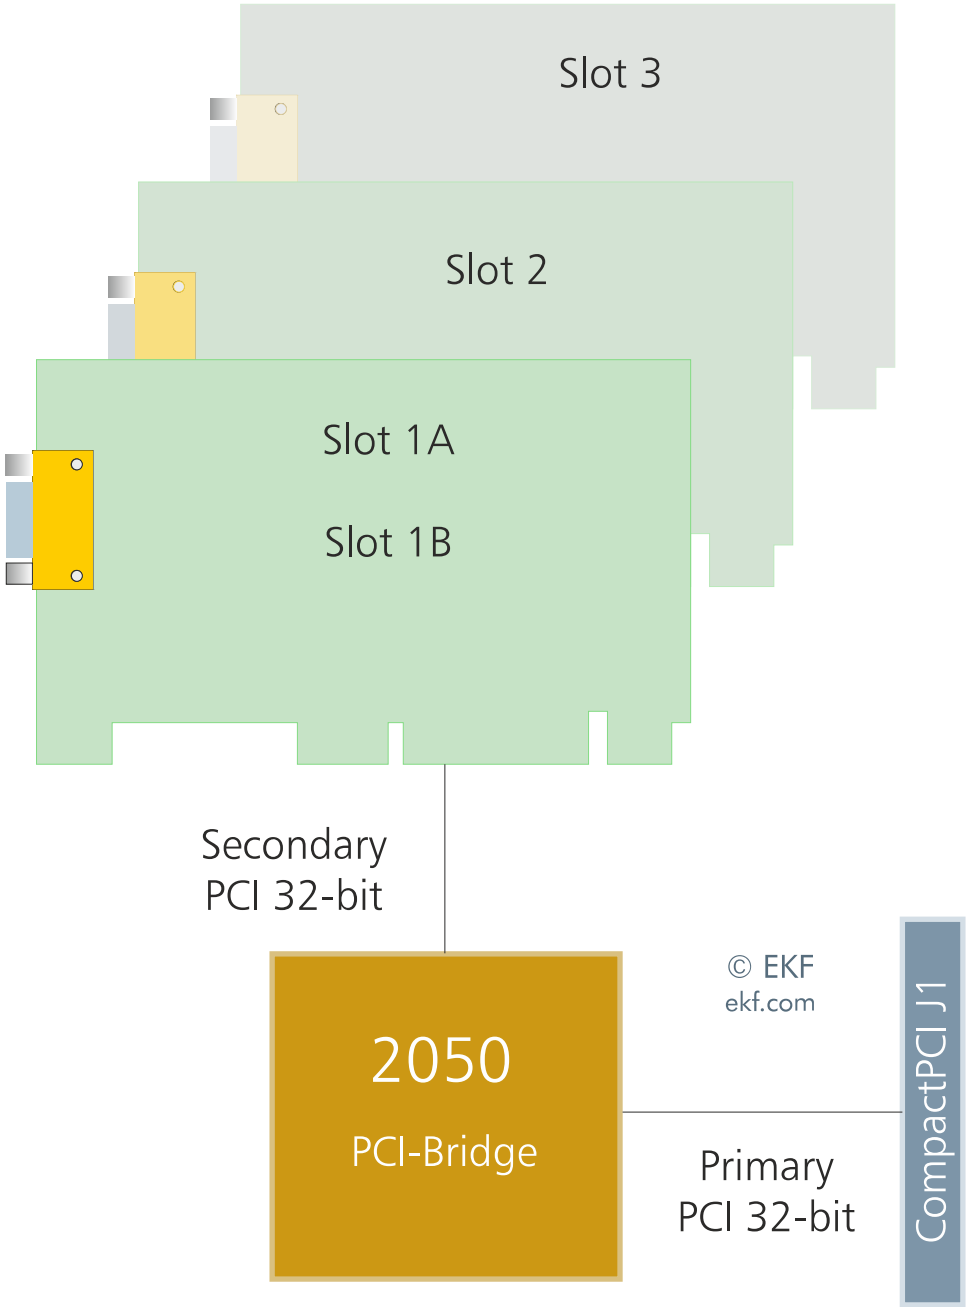 Slot 3
Slot 2
Slot 1A
Slot 1B
Secondary
PCI 32-bit
2050
PCI-Bridge
© EKF
ekf.com
Primary
PCI 32-bit
CompactPCI J1